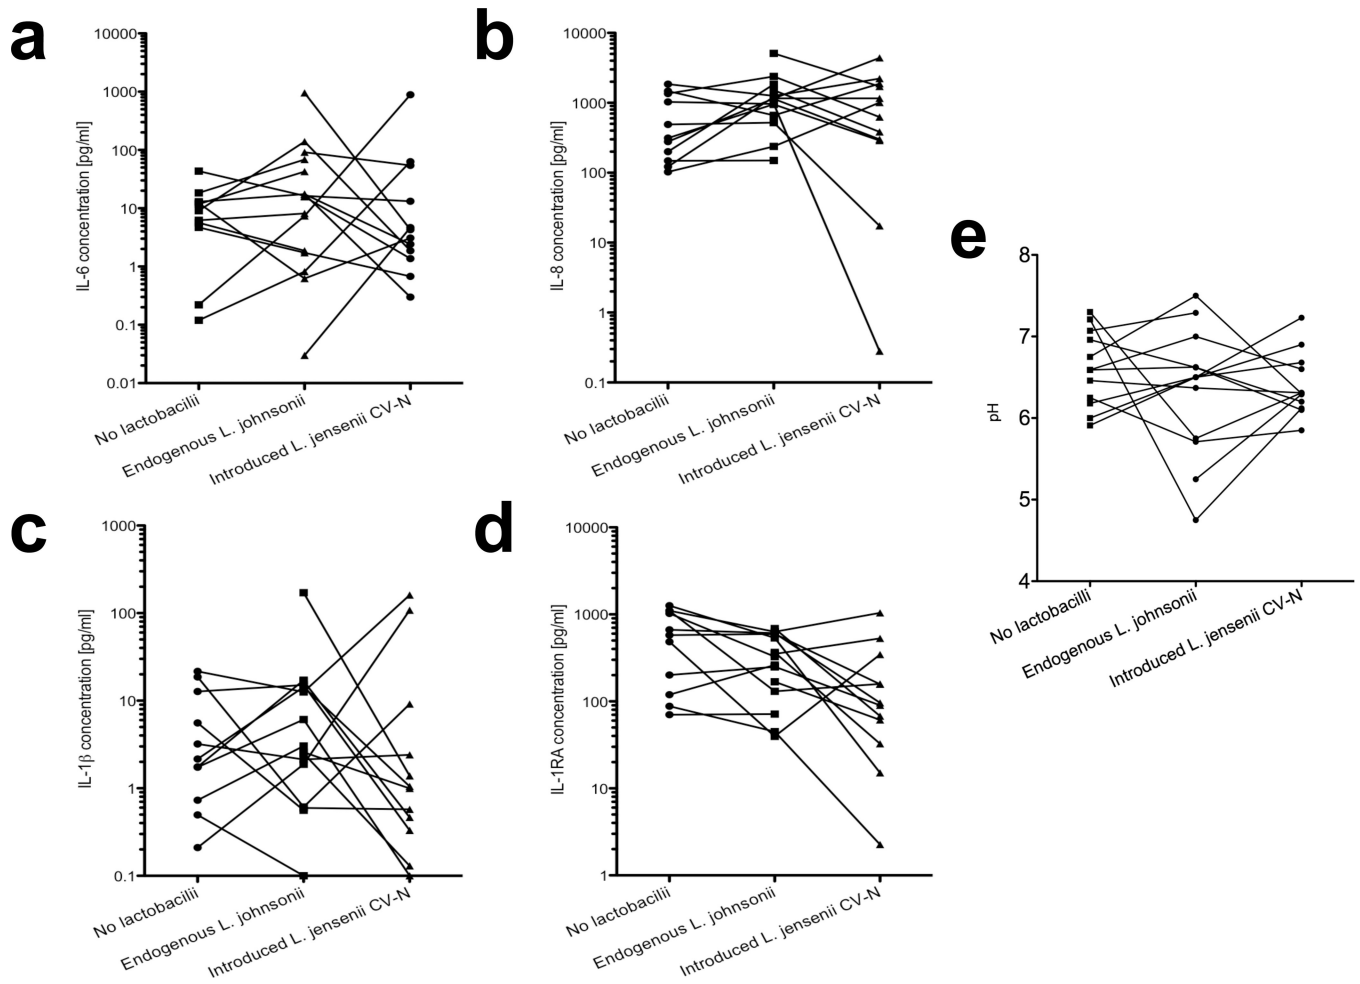 a
IL-6 concentration [pg/ml]
10000
1000
100
10
1
0.1
0.01
No lactobacilli
Endogenous L. johnsonii
Introduced L. jensenii CV-N
b
IL-8 concentration [pg/ml]
10000
1000
100
10
1
0.1
No lactobacilli
Endogenous L. johnsonii
Introduced L. jensenii CV-N
c
IL-1β concentration [pg/ml]
1000
100
10
1
0.1
No lactobacilli
Endogenous L. johnsonii
Introduced L. jensenii CV-N
d
IL-1RA concentration [pg/ml]
10000
1000
100
10
1
No lactobacilli
Endogenous L. johnsonii
Introduced L. jensenii CV-N
e
pH
8
7
6
5
4
No lactobacilli
Endogenous L. johnsonii
Introduced L. jensenii CV-N